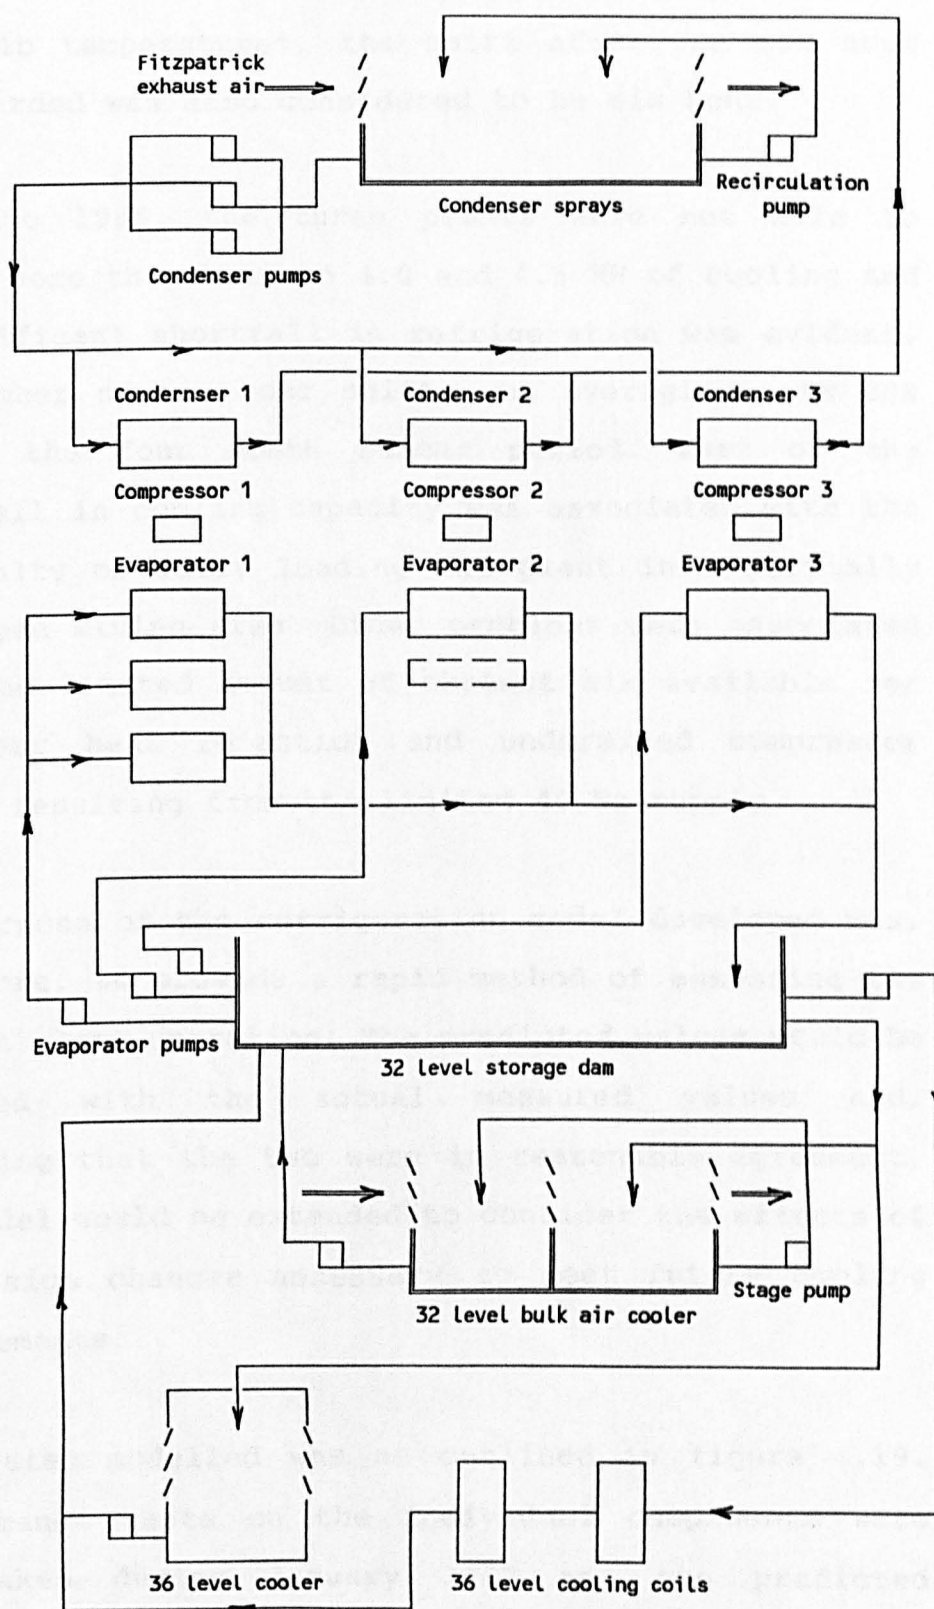 Fitzpatrick
exhaust air
Condenser sprays
Recirculation
pump
Condenser pumps
Condernser 1
Condenser 2
Condenser 3
Compressor 1
Compressor 2
Compressor 3
Evaporator 1
Evaporator 2
Evaporator 3
Evaporator pumps
32 level storage dam
Stage pump
32 level bulk air cooler
36 level cooler
36 level cooling coils